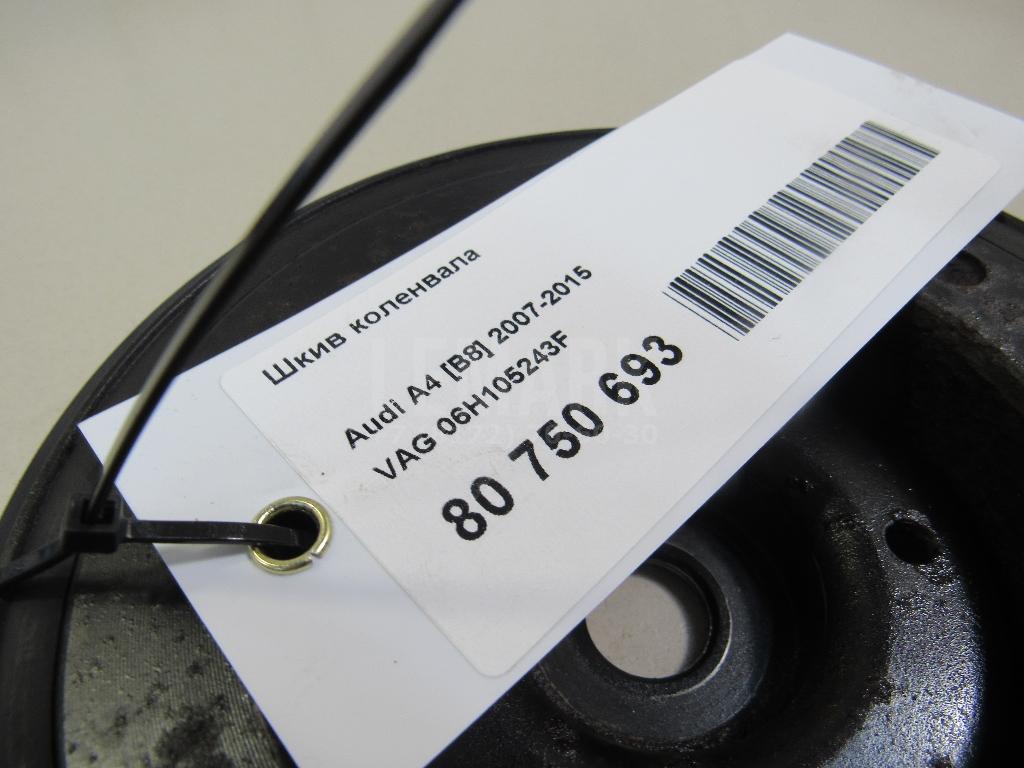 Шкив коленвала
Audi A4 [B8] 2007-2015
VAG 06H105243F
80 750 693